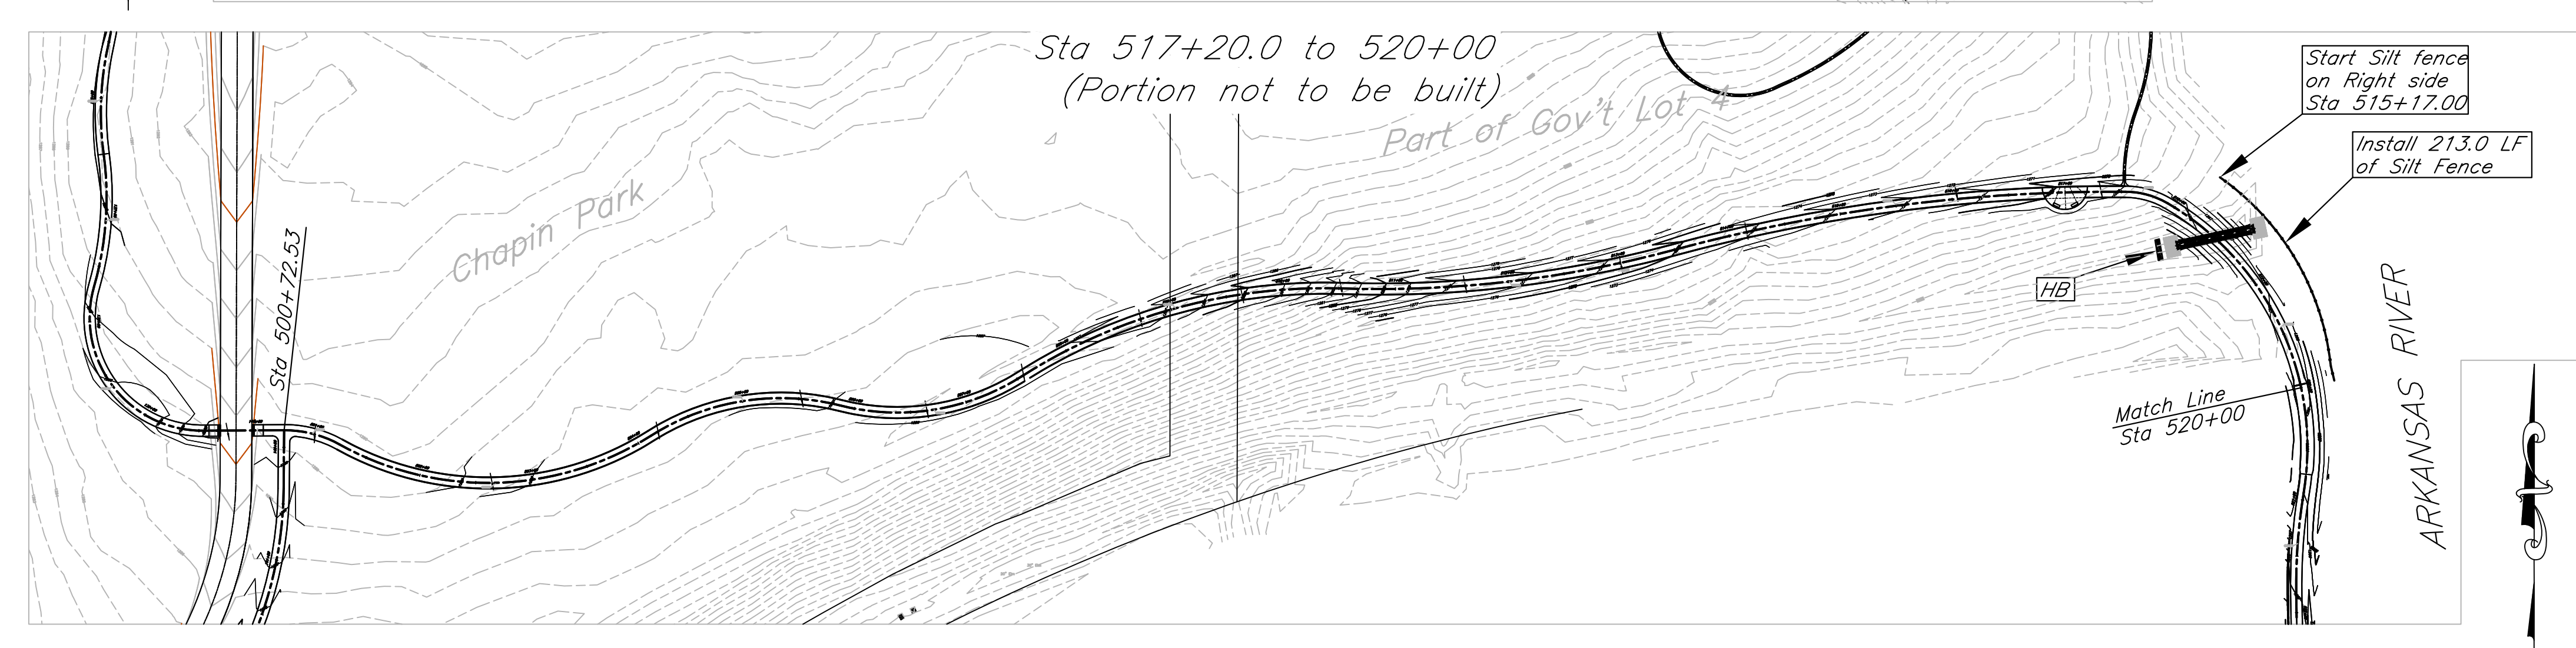 Sta 517+20.0 to 520+00
(Portion not to be built)
Part of Gov't Lot 4
Start Silt fence
on Right side
Sta 515+17.00
Install 213.0 LF
of Silt Fence
Chapin Park
Sta 500+72.53
HB
Match Line
Sta 520+00
ARKANSAS RIVER